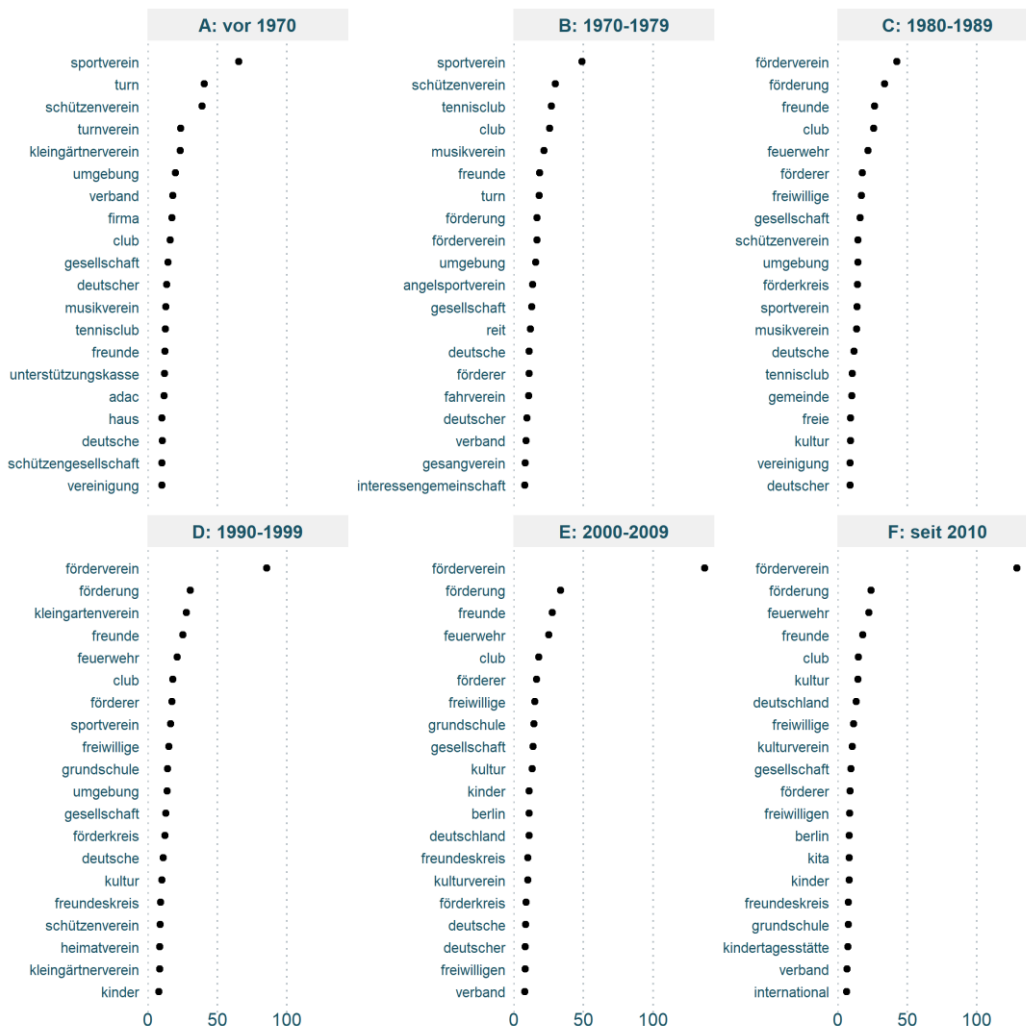 A: vor 1970
sportverein
turn
schützenverein
turnverein
kleingärtnerverein
umgebung
verband
firma
club
gesellschaft
deutscher
musikverein
tennisclub
freunde
unterstützungskasse
adac
haus
deutsche
schützengesellschaft
vereinigung
B: 1970-1979
sportverein
schützenverein
tennisclub
club
musikverein
freunde
turn
förderung
förderverein
umgebung
angelsportverein
gesellschaft
reit
deutsche
förderer
fahrverein
deutscher
verband
gesangverein
interessengemeinschaft
C: 1980-1989
förderverein
förderung
freunde
club
feuerwehr
förderer
freiwillige
gesellschaft
schützenverein
umgebung
förderkreis
sportverein
musikverein
deutsche
tennisclub
gemeinde
freie
kultur
vereinigung
deutscher
D: 1990-1999
förderverein
förderung
kleingartenverein
freunde
feuerwehr
club
förderer
sportverein
freiwillige
grundschule
umgebung
gesellschaft
förderkreis
deutsche
kultur
freundeskreis
schützenverein
heimatverein
kleingärtnerverein
kinder
0 50 100
E: 2000-2009
förderverein
förderung
freunde
feuerwehr
club
förderer
freiwillige
grundschule
gesellschaft
kultur
kinder
berlin
deutschland
freundeskreis
kulturverein
förderkreis
deutsche
deutscher
freiwilligen
verband
0 50 100
F: seit 2010
förderverein
förderung
feuerwehr
freunde
club
kultur
deutschland
freiwillige
kulturverein
gesellschaft
förderer
freiwilligen
berlin
kita
kinder
freundeskreis
grundschule
kindertagesstätte
verband
international
0 50 100